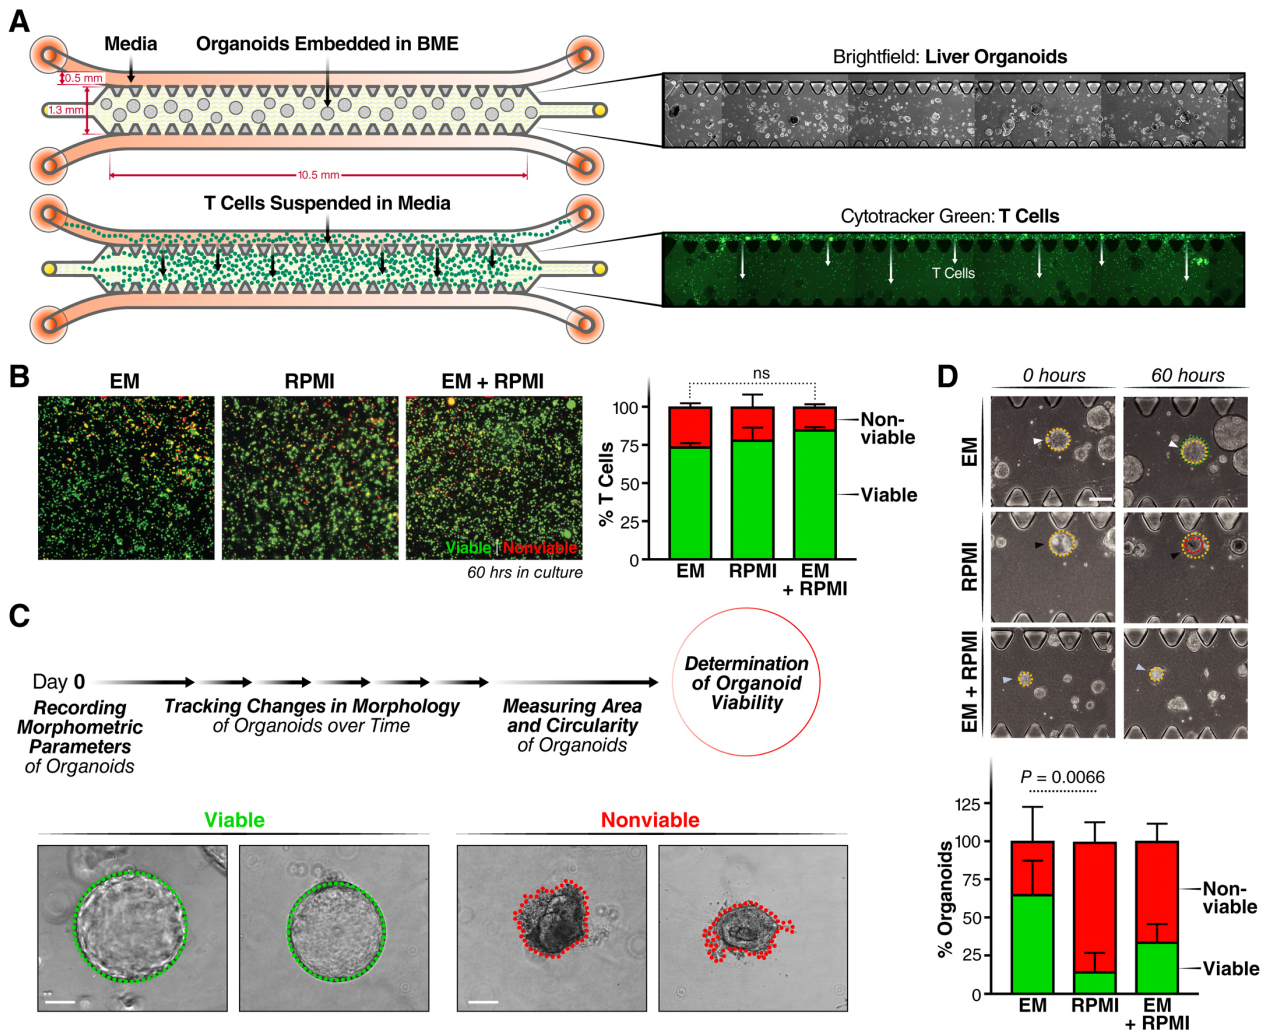 A
Media
Organoids Embedded in BME
0.5 mm
1.3 mm
10.5 mm
Brightfield: Liver Organoids
T Cells Suspended in Media
Cytotracker Green: T Cells
T Cells
B
EM
RPMI
EM + RPMI
Viable | Nonviable
60 hrs in culture
ns
% T Cells
100
75
50
25
0
Non-
viable
Viable
EM
RPMI
EM
+ RPMI
C
Day 0
Recording
Morphometric
Parameters
of Organoids
Tracking Changes in Morphology
of Organoids over Time
Measuring Area
and Circularity
of Organoids
Determination
of Organoid
Viability
Viable
Nonviable
D
0 hours
60 hours
EM
RPMI
EM + RPMI
P = 0.0066
% Organoids
125
100
75
50
25
0
Non-
viable
Viable
EM
RPMI
EM
+ RPMI